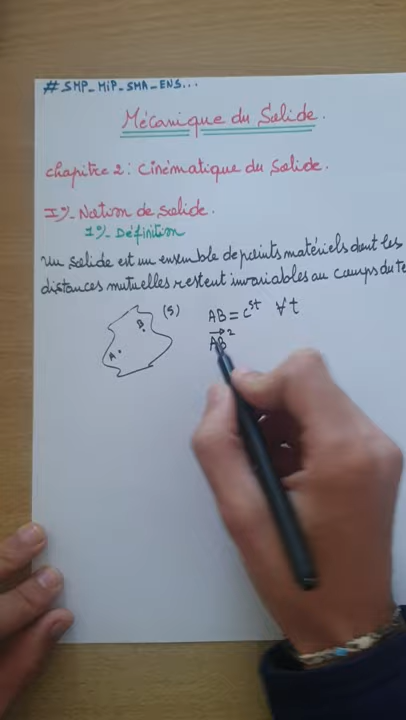 # SMP_MIP_SMA_ENS...
Mécanique du Solide.
Chapitre 2: Cinématique du Solide.
I°/_ Notion de solide.
1°/_ Définition
Un solide est un ensemble de points matériels dont les
distances mutuelles restent invariables au cours du te
(S)
B
A
AB = Cst ∀t
AB²